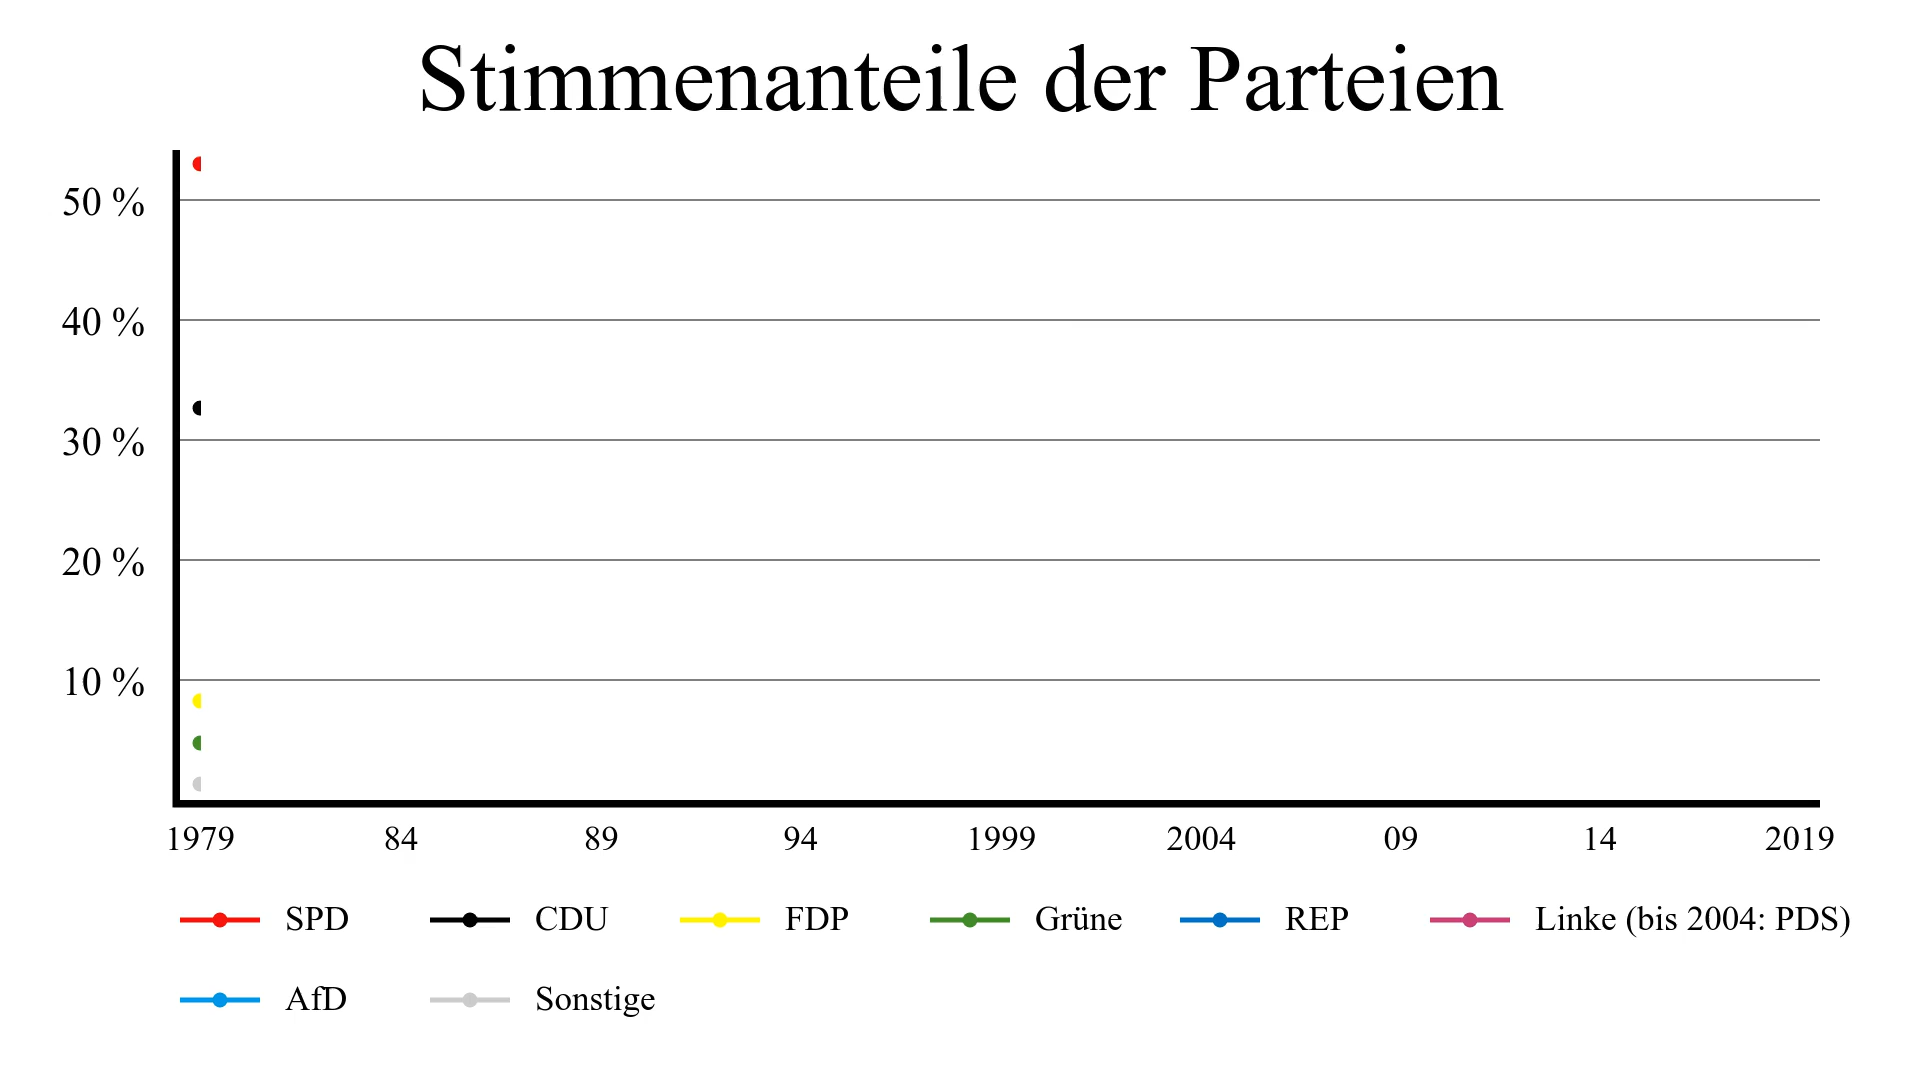 Stimmenanteile der Parteien
50 %
40 %
30 %
20 %
10 %
1979 84 89 94 1999 2004 09 14 2019
SPD CDU FDP Grüne REP Linke (bis 2004: PDS)
AfD Sonstige